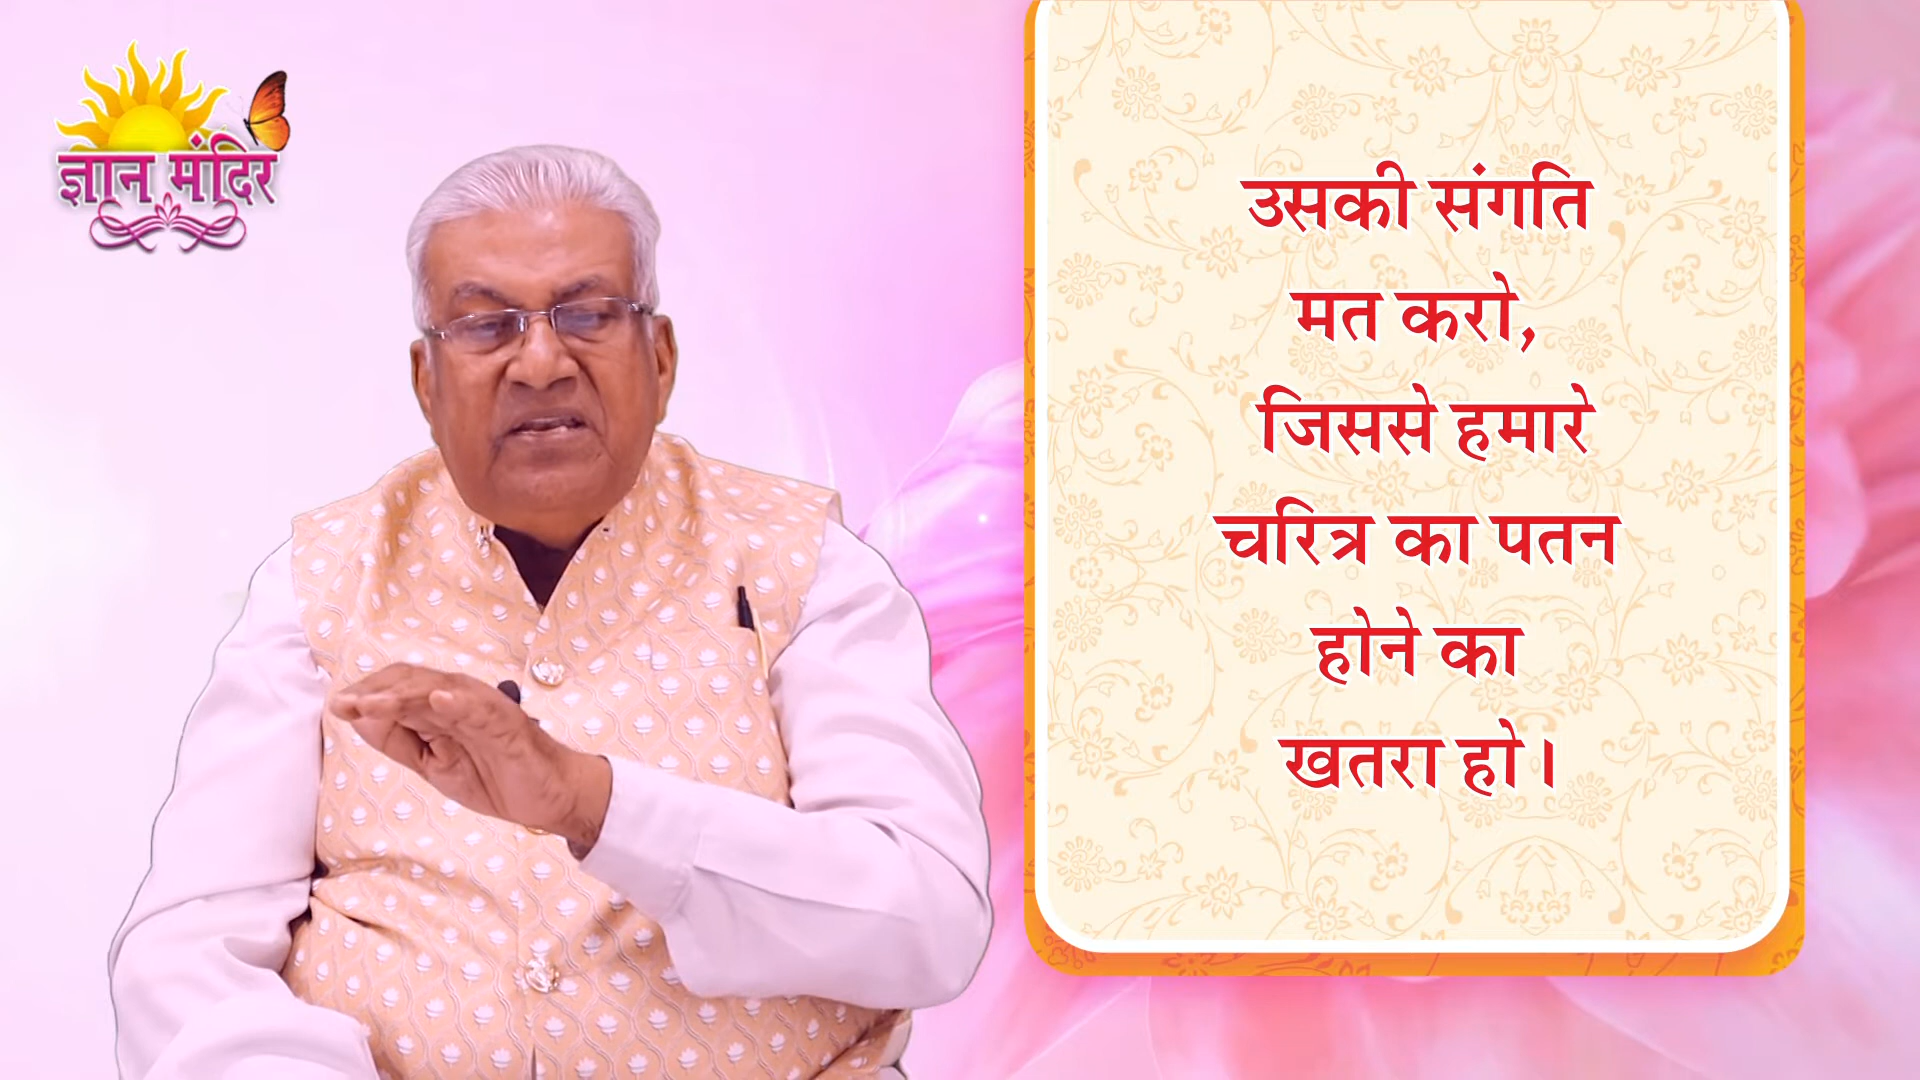 ज्ञान मंदिर
उसकी संगति
मत करो,
जिससे हमारे
चरित्र का पतन
होने का
खतरा हो।